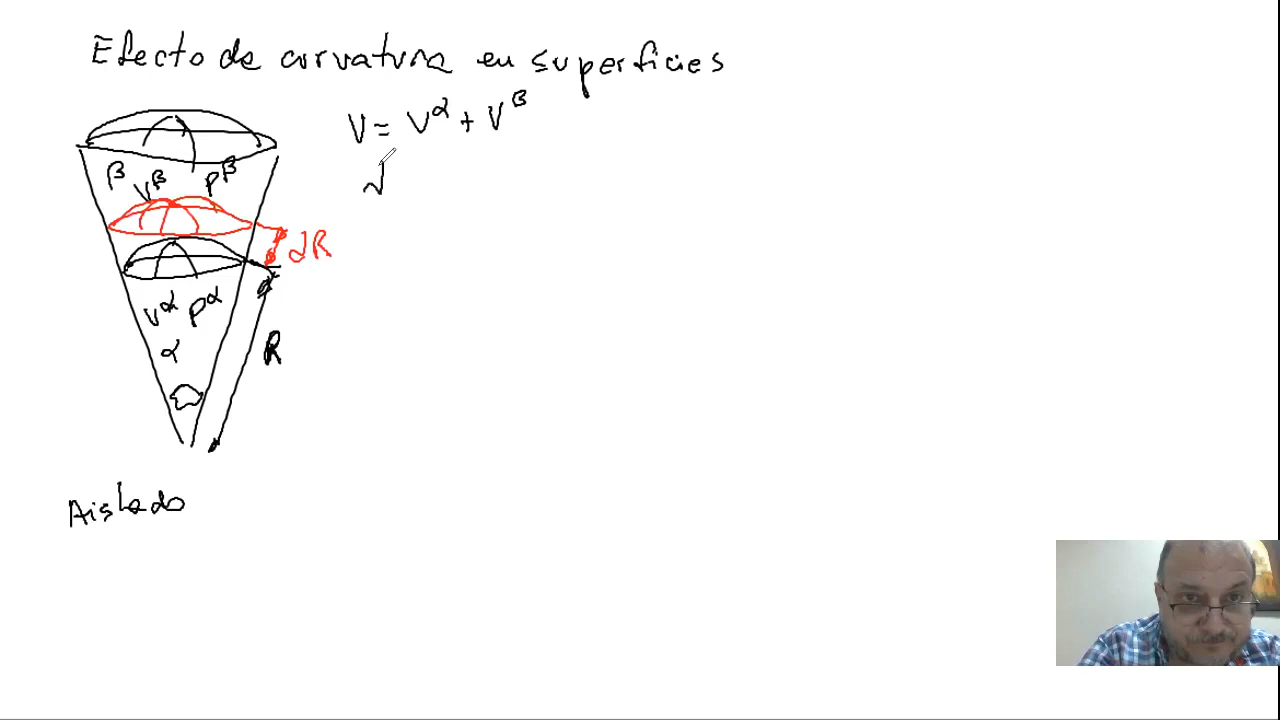 Efecto de curvatura en superficies
V = V^α + V^β
β V^β P^β
dR
V^α P^α
α R
Aislado